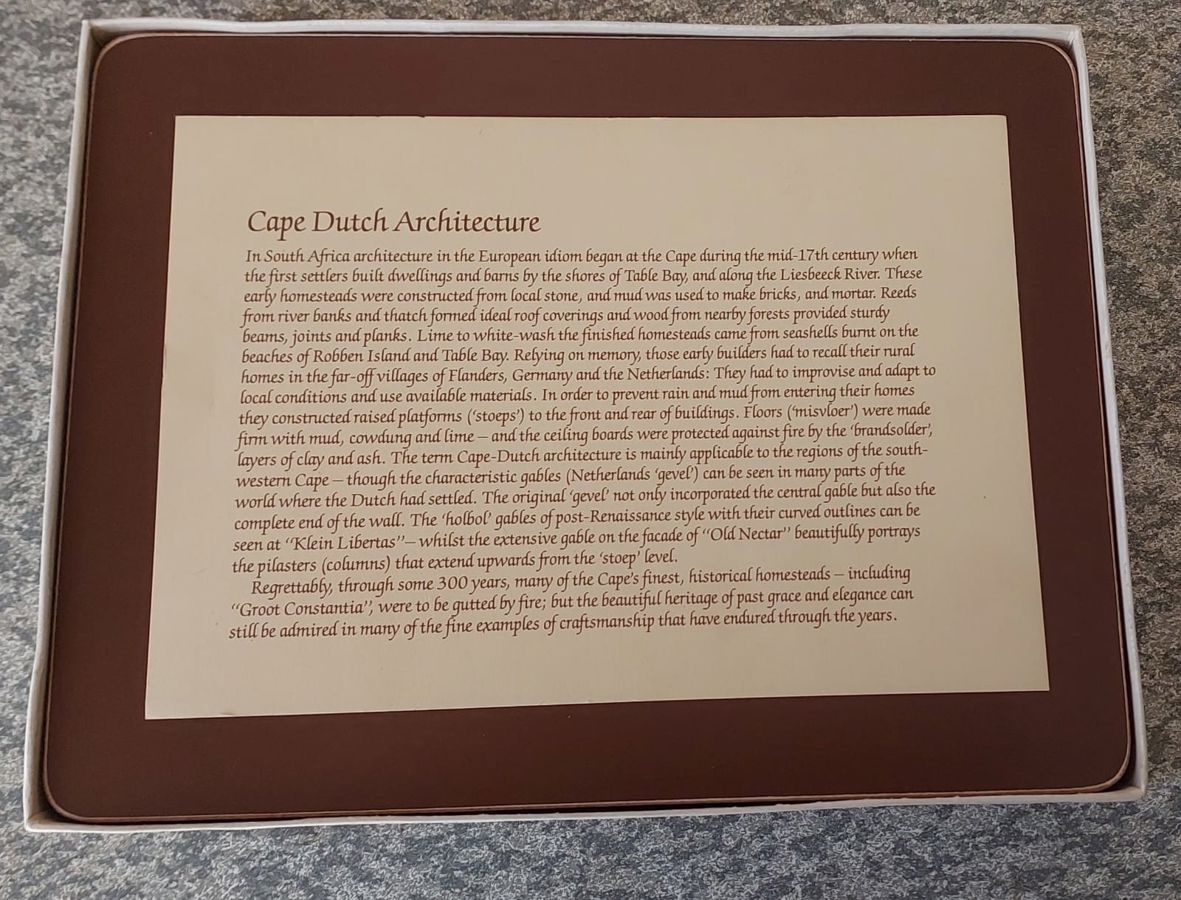 Cape Dutch Architecture
In South Africa architecture in the European idiom began at the Cape during the mid-17th century when
the first settlers built dwellings and barns by the shores of Table Bay, and along the Liesbeeck River. These
early homesteads were constructed from local stone, and mud was used to make bricks, and mortar. Reeds
from river banks and thatch formed ideal roof coverings and wood from nearby forests provided sturdy
beams, joints and planks. Lime to white-wash the finished homesteads came from seashells burnt on the
beaches of Robben Island and Table Bay. Relying on memory, those early builders had to recall their rural
homes in the far-off villages of Flanders, Germany and the Netherlands: They had to improvise and adapt to
local conditions and use available materials. In order to prevent rain and mud from entering their homes
they constructed raised platforms (‘stoeps’) to the front and rear of buildings. Floors (‘misvloer’) were made
firm with mud, cowdung and lime – and the ceiling boards were protected against fire by the ‘brandsolder’,
layers of clay and ash. The term Cape-Dutch architecture is mainly applicable to the regions of the south-
western Cape – though the characteristic gables (Netherlands ‘gevel’) can be seen in many parts of the
world where the Dutch had settled. The original ‘gevel’ not only incorporated the central gable but also the
complete end of the wall. The ‘holbol’ gables of post-Renaissance style with their curved outlines can be
seen at “Klein Libertas” – whilst the extensive gable on the facade of “Old Nectar” beautifully portrays
the pilasters (columns) that extend upwards from the ‘stoep’ level.
Regrettably, through some 300 years, many of the Cape's finest, historical homesteads – including
“Groot Constantia”, were to be gutted by fire; but the beautiful heritage of past grace and elegance can
still be admired in many of the fine examples of craftsmanship that have endured through the years.